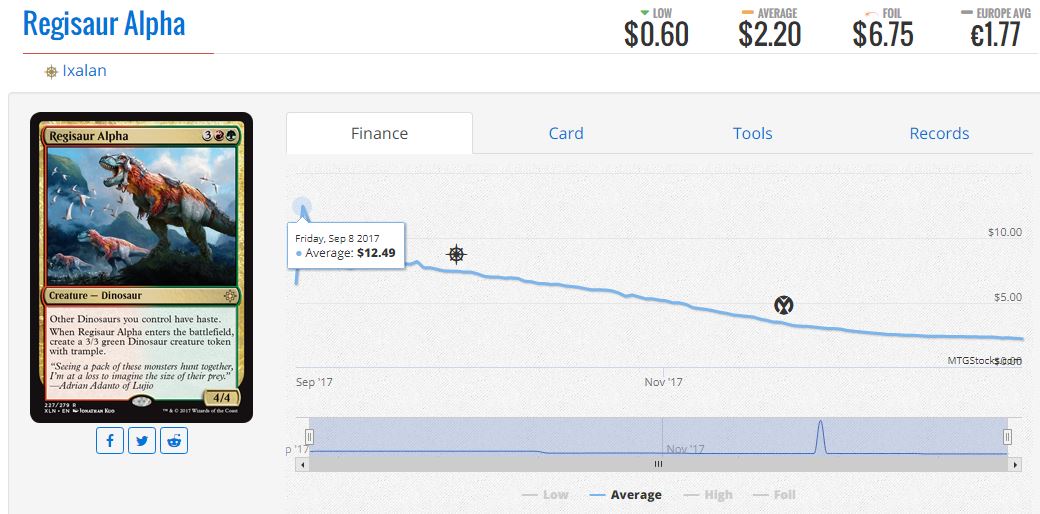 Regisaur Alpha
LOW
AVERAGE
FOIL
EUROPE AVG
$0.60
$2.20
$6.75
€1.77
Ixalan
Regisaur Alpha 3
Creature — Dinosaur
Other Dinosaurs you control have haste.
When Regisaur Alpha enters the battlefield,
create a 3/3 green Dinosaur creature token
with trample.
"Seeing a pack of these monsters hunt together,
I'm at a loss to imagine the size of their prey."
—Adrian Adanto of Lujio
4/4
227/279 R
XLN • EN Jonathan Kuo
™ & © 2017 Wizards of the Coast
Finance
Card
Tools
Records
Friday, Sep 8 2017
Average: $12.49
$10.00
$5.00
$0.00
MTGStocks.com
Sep '17
Nov '17
p '17
Nov '17
Low
Average
High
Foil